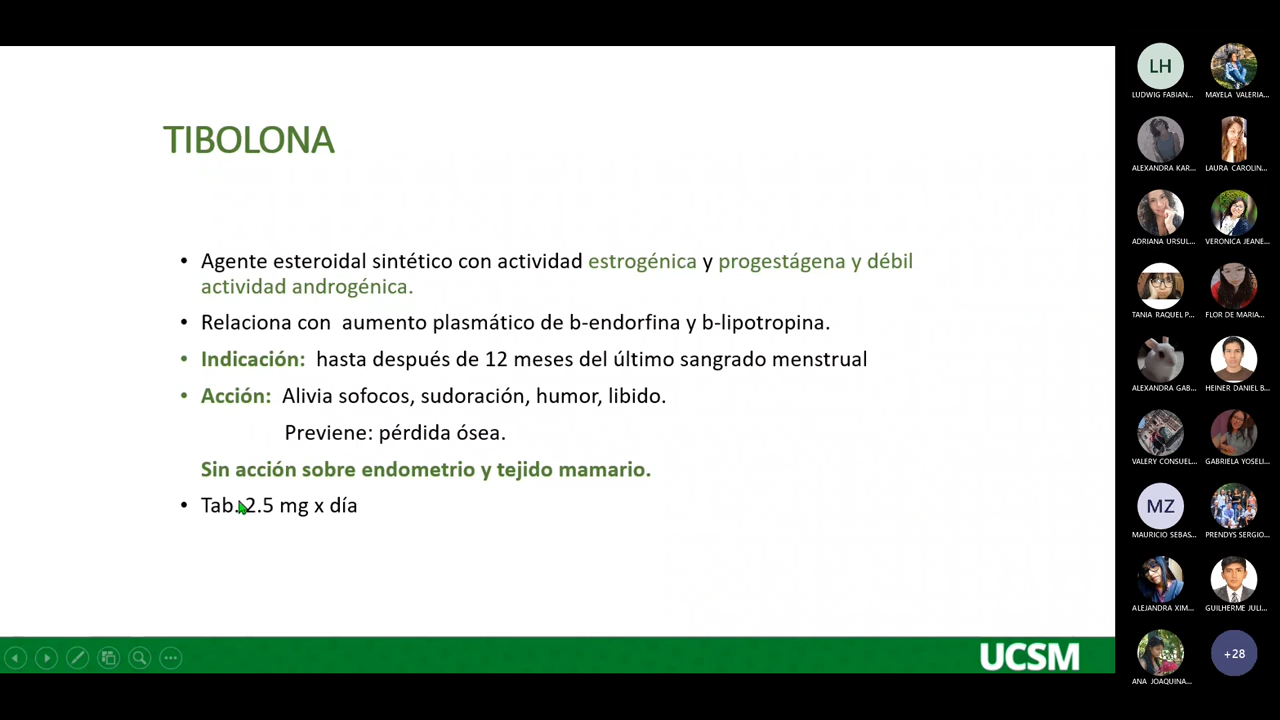 TIBOLONA
• Agente esteroidal sintético con actividad estrogénica y progestágena y débil
actividad androgénica.
• Relaciona con aumento plasmático de b-endorfina y b-lipotropina.
• Indicación: hasta después de 12 meses del último sangrado menstrual
• Acción: Alivia sofocos, sudoración, humor, libido.
Previene: pérdida ósea.
Sin acción sobre endometrio y tejido mamario.
• Tab. 2.5 mg x día
UCSM
LH
LUDWIG FABIAN...
MAYELA VALERIA...
ALEXANDRA KAR...
LAURA CAROLIN...
ADRIANA URSUL...
VERONICA JEANE...
TANIA RAQUEL P...
FLOR DE MARIA...
ALEXANDRA GAB...
HEINER DANIEL B...
VALERY CONSUEL...
GABRIELA YOSELI...
MZ
MAURICIO SEBAS...
PRENDYS SERGIO...
ALEJANDRA XIM...
GUILHERME JULI...
ANA JOAQUINA...
+28